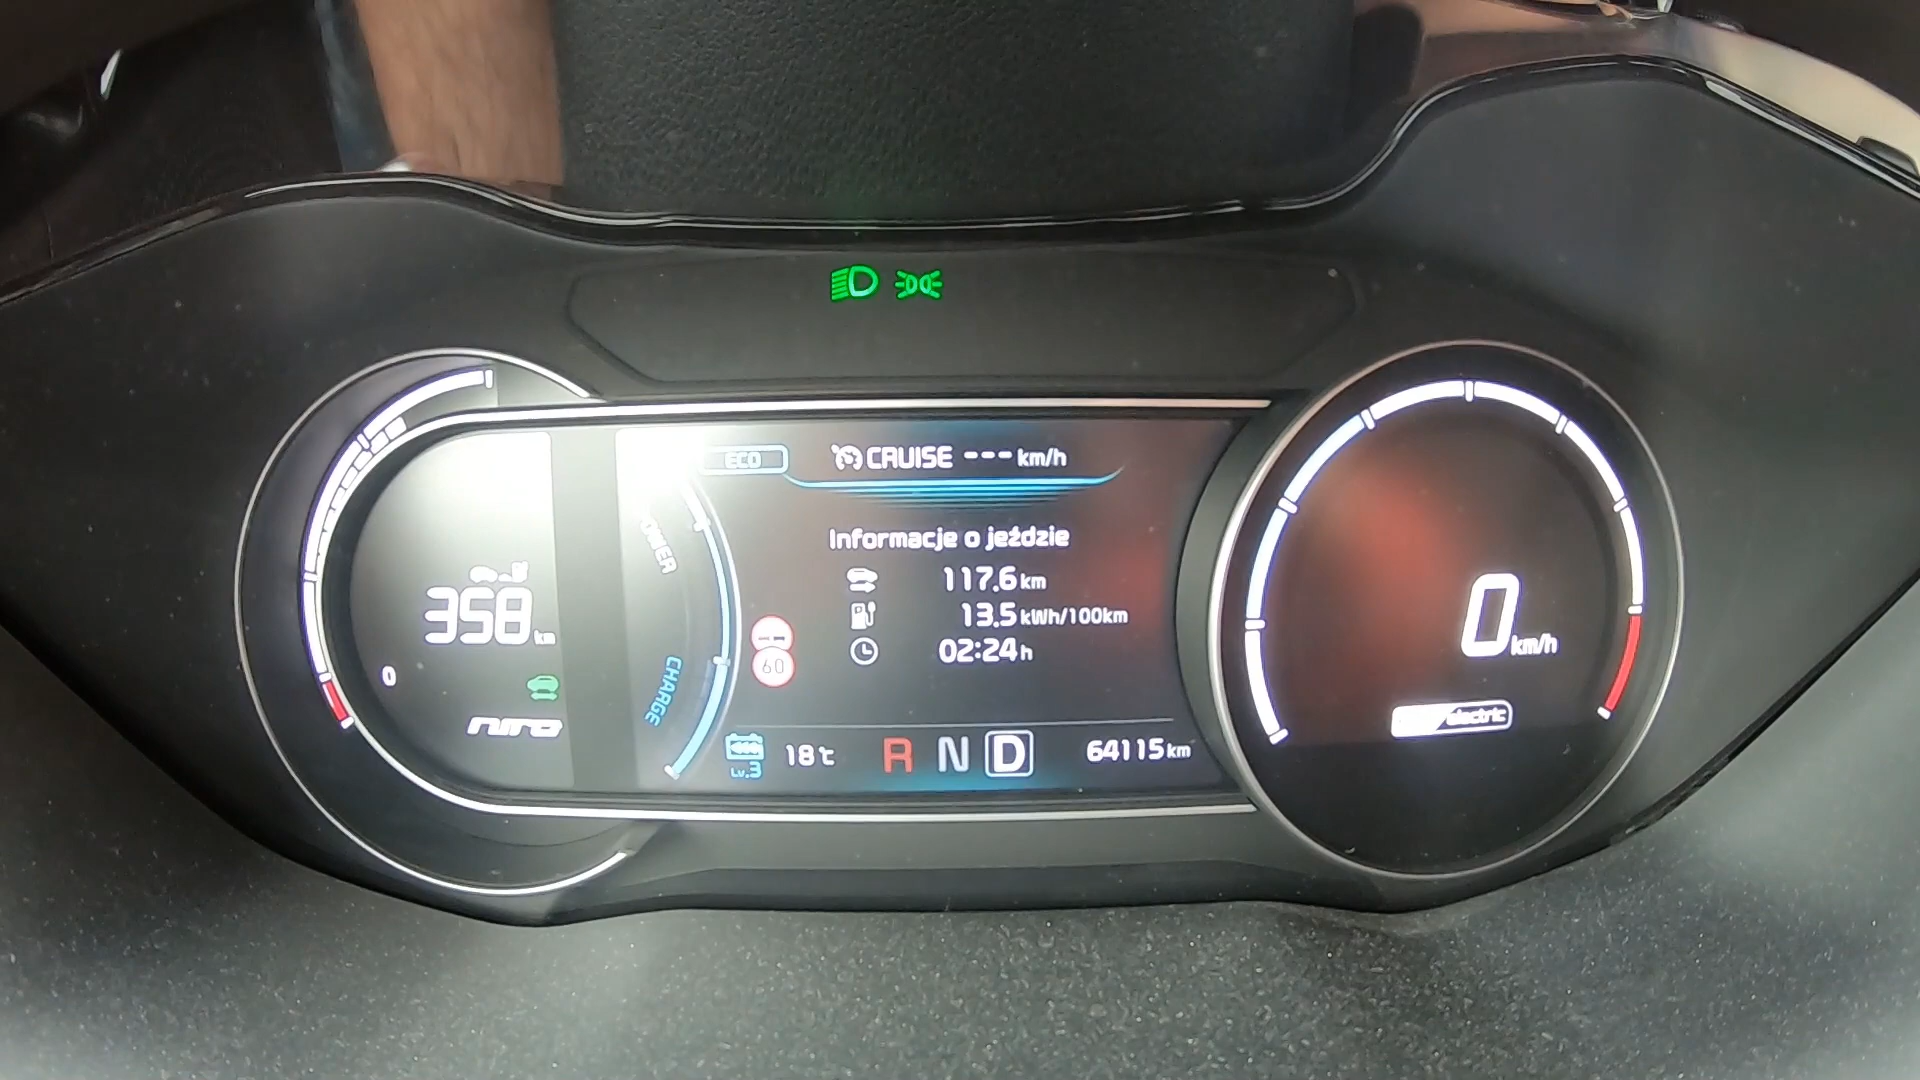 ECO
CRUISE --- km/h
Informacje o jeździe
117.6 km
13.5 kWh/100km
02:24 h
POWER
CHARGE
358 km
0
niro
60
Lv.3
18℃
R N D
64115 km
0 km/h
electric